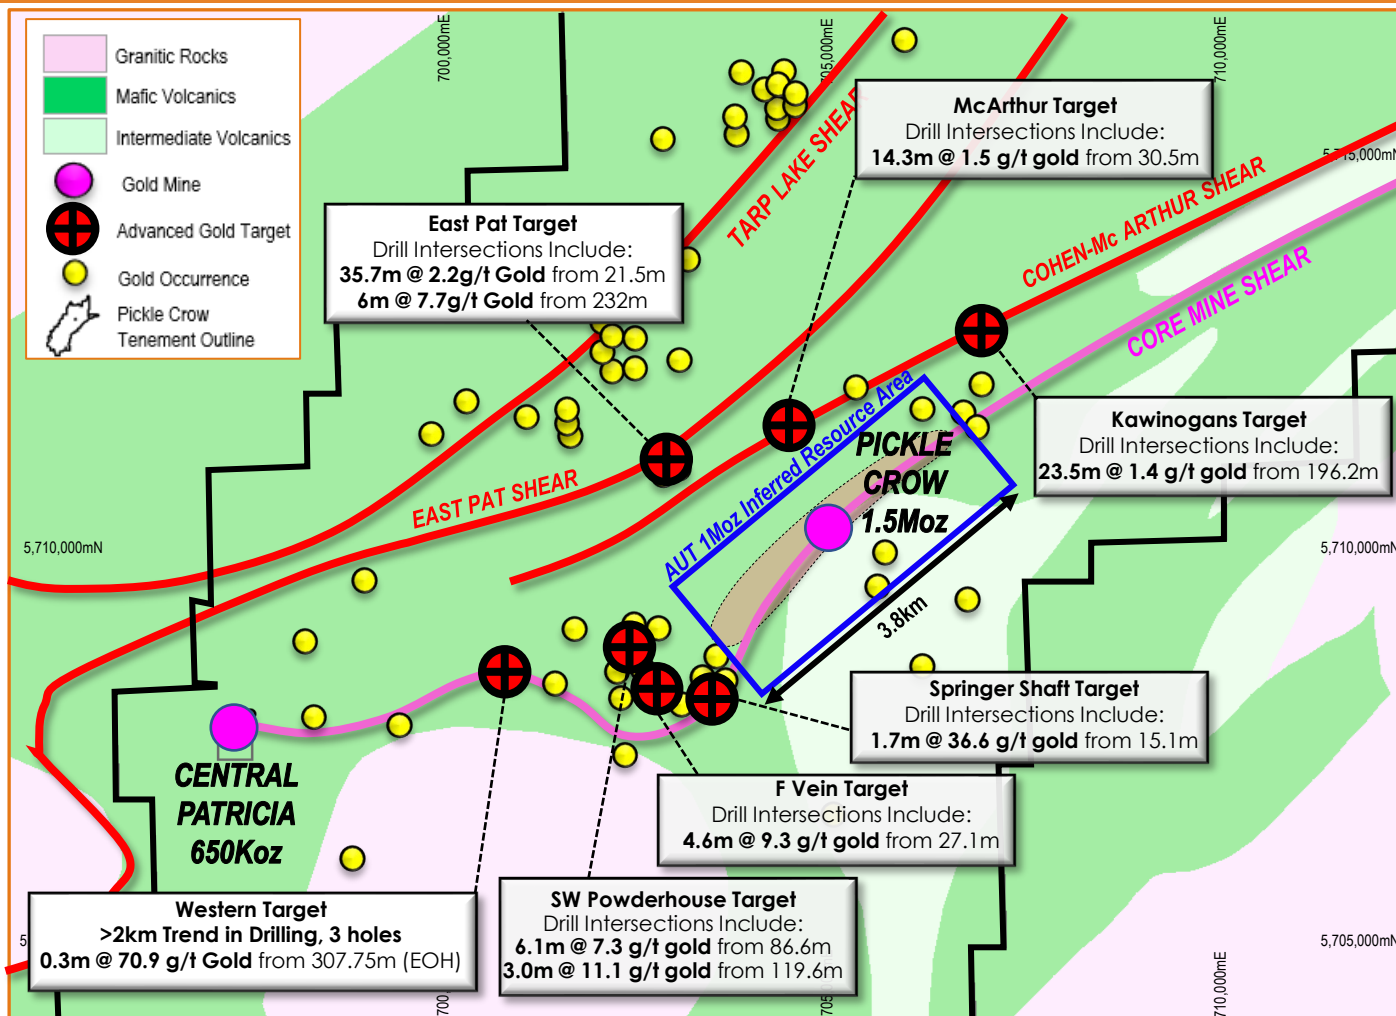 Granitic Rocks
Mafic Volcanics
Intermediate Volcanics
Gold Mine
Advanced Gold Target
Gold Occurrence
Pickle Crow
Tenement Outline
700,000mE
705,000mE
710,000mE
McArthur Target
Drill Intersections Include:
14.3m @ 1.5 g/t gold from 30.5m
5,715,000mN
TARP LAKE SHEAR
East Pat Target
Drill Intersections Include:
35.7m @ 2.2g/t Gold from 21.5m
6m @ 7.7g/t Gold from 232m
COHEN-Mc ARTHUR SHEAR
CORE MINE SHEAR
Kawinogans Target
Drill Intersections Include:
23.5m @ 1.4 g/t gold from 196.2m
AUT 1Moz Inferred Resource Area
PICKLE
CROW
1.5Moz
EAST PAT SHEAR
5,710,000mN
5,710,000mN
3.8km
Springer Shaft Target
Drill Intersections Include:
1.7m @ 36.6 g/t gold from 15.1m
CENTRAL
PATRICIA
650Koz
F Vein Target
Drill Intersections Include:
4.6m @ 9.3 g/t gold from 27.1m
Western Target
>2km Trend in Drilling, 3 holes
0.3m @ 70.9 g/t Gold from 307.75m (EOH)
SW Powderhouse Target
Drill Intersections Include:
6.1m @ 7.3 g/t gold from 86.6m
3.0m @ 11.1 g/t gold from 119.6m
5,705,000mN
710,000mE